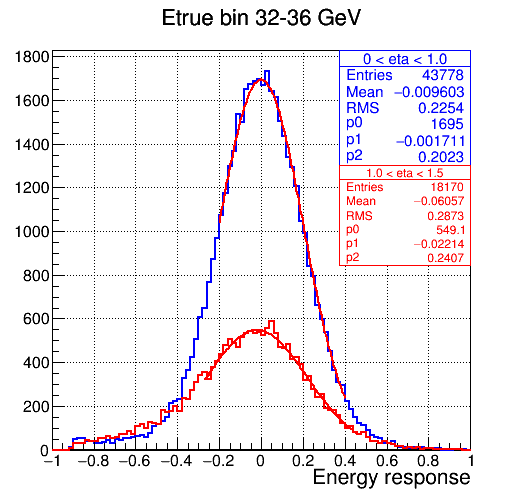 Etrue bin 32-36 GeV
0 < eta < 1.0
Entries 43778
Mean −0.009603
RMS 0.2254
p0 1695
p1 −0.001711
p2 0.2023
1.0 < eta < 1.5
Entries 18170
Mean −0.06057
RMS 0.2873
p0 549.1
p1 −0.02214
p2 0.2407
1800
1600
1400
1200
1000
800
600
400
200
0
−1 −0.8 −0.6 −0.4 −0.2 0 0.2 0.4 0.6 0.8 1
Energy response